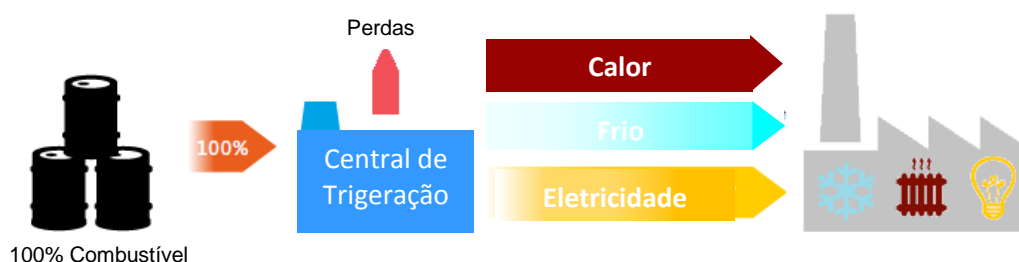 Perdas
Calor
100%
Frio
Central de
Trigeração
Eletricidade
100% Combustível